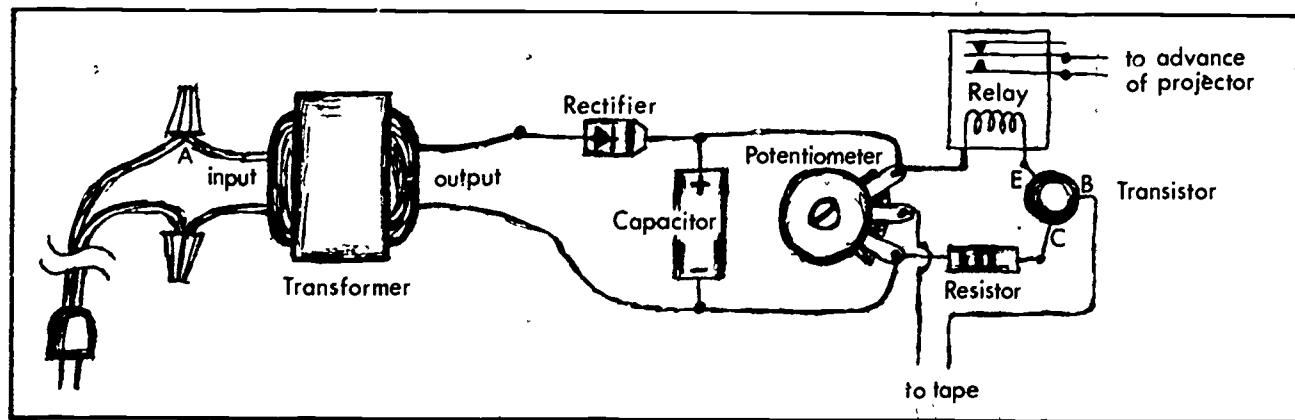 to advance
of projector
Relay
Rectifier
Potentiometer
A
input
output
E
B
Transistor
+
Capacitor
C
-
Transformer
Resistor
to tape